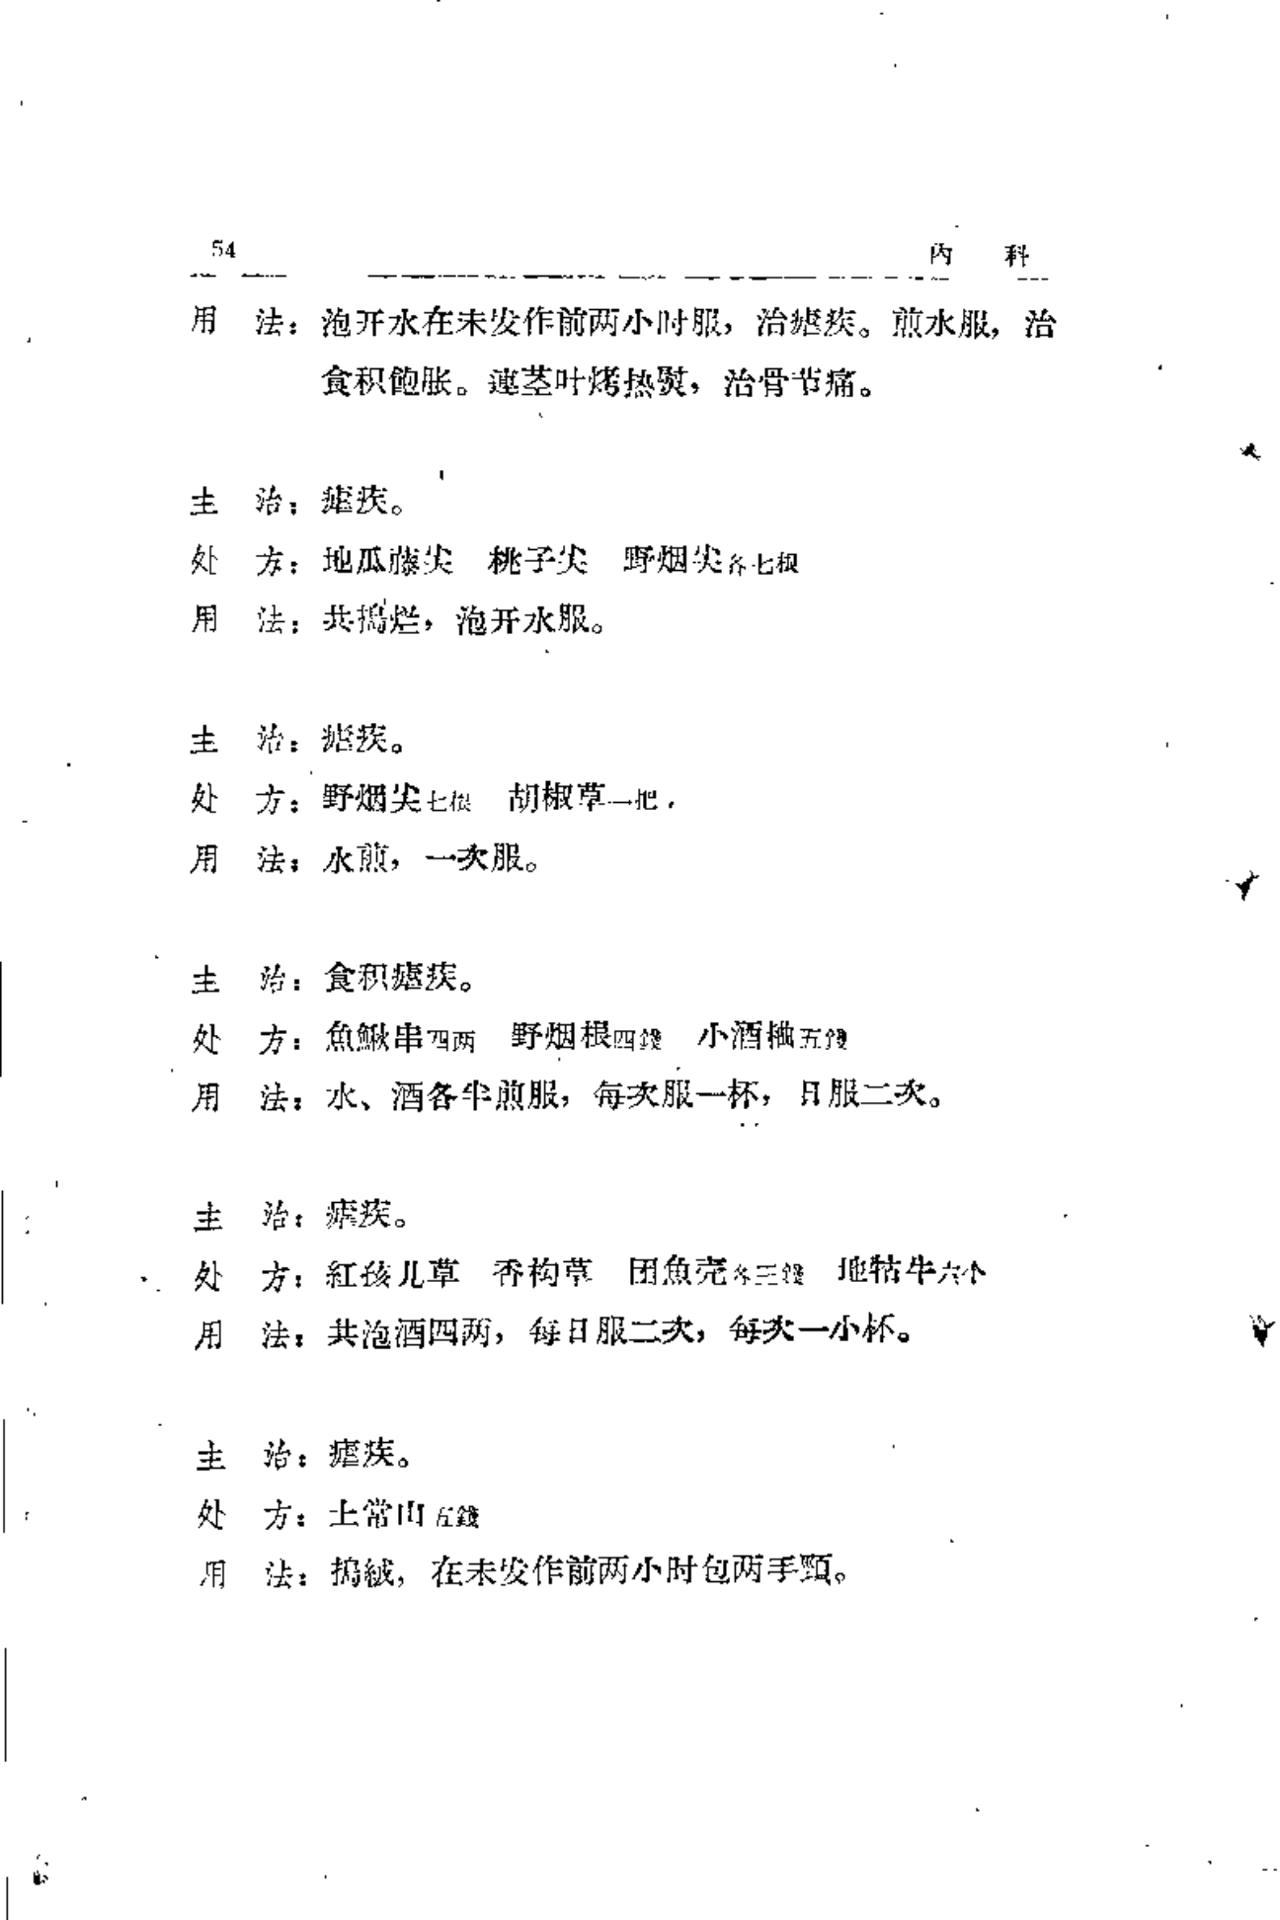 54 内 科
用 法：泡开水在未发作前两小时服，治疟疾。煎水服，治
食积飽胀。連茎叶烤热熨，治骨节痛。
主 治：疟疾。
处 方：地瓜藤尖 桃子尖 野烟尖各七根
用 法：共搗烂，泡开水服。
主 治：疟疾。
处 方：野烟尖七根 胡椒草一把
用 法：水煎，一次服。
主 治：食积疟疾。
处 方：魚鰍串四两 野烟根四錢 小酒柚五錢
用 法：水、酒各半煎服，每次服一杯，日服二次。
主 治：疟疾。
处 方：紅孩儿草 香构草 团魚壳各三錢 地牯牛六个
用 法：共泡酒四两，每日服二次，每次一小杯。
主 治：疟疾。
处 方：土常山五錢
用 法：搗絨，在未发作前两小时包两手頸。